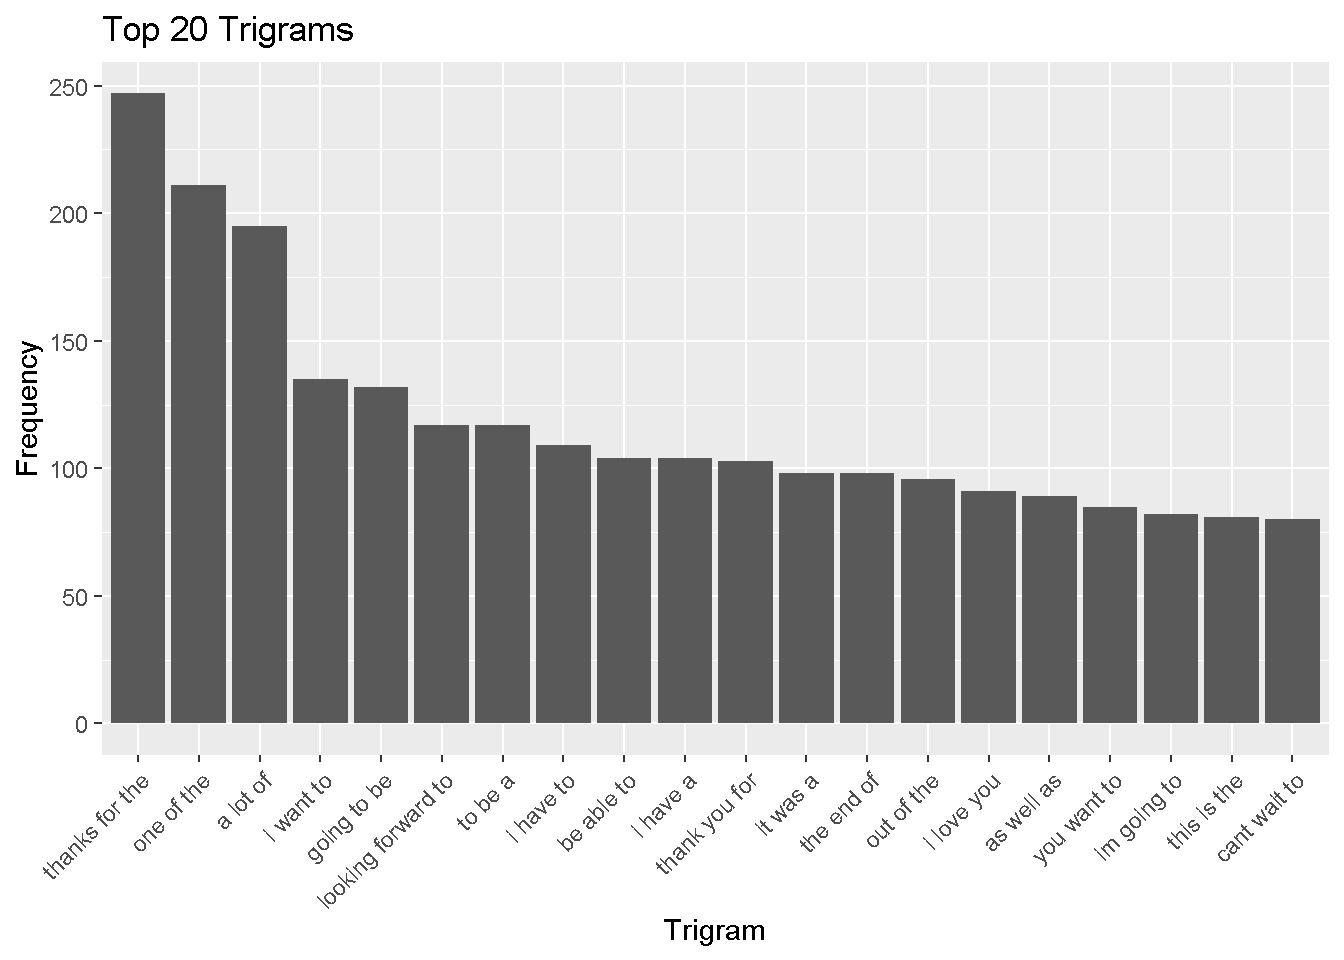 Top 20 Trigrams
Frequency
250
200
150
100
50
0
thanks for the
one of the
a lot of
i want to
going to be
looking forward to
to be a
i have to
be able to
i have a
thank you for
it was a
the end of
out of the
i love you
as well as
you want to
im going to
this is the
cant wait to
Trigram